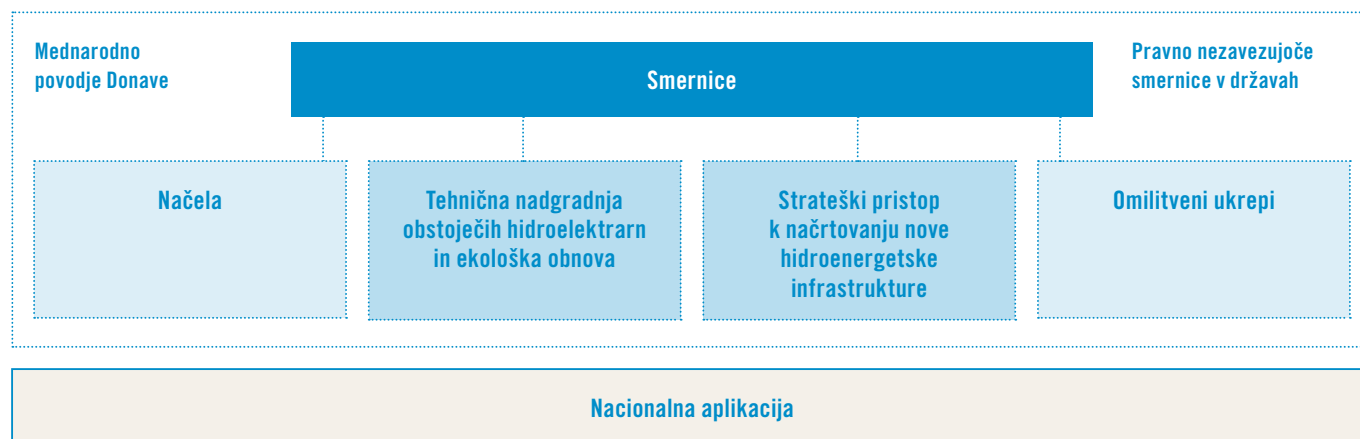 Mednarodno
povodje Donave
Smernice
Pravno nezavezujoče
smernice v državah
Načela
Tehnična nadgradnja
obstoječih hidroelektrarn
in ekološka obnova
Strateški pristop
k načrtovanju nove
hidroenergetske
infrastrukture
Omilitveni ukrepi
Nacionalna aplikacija